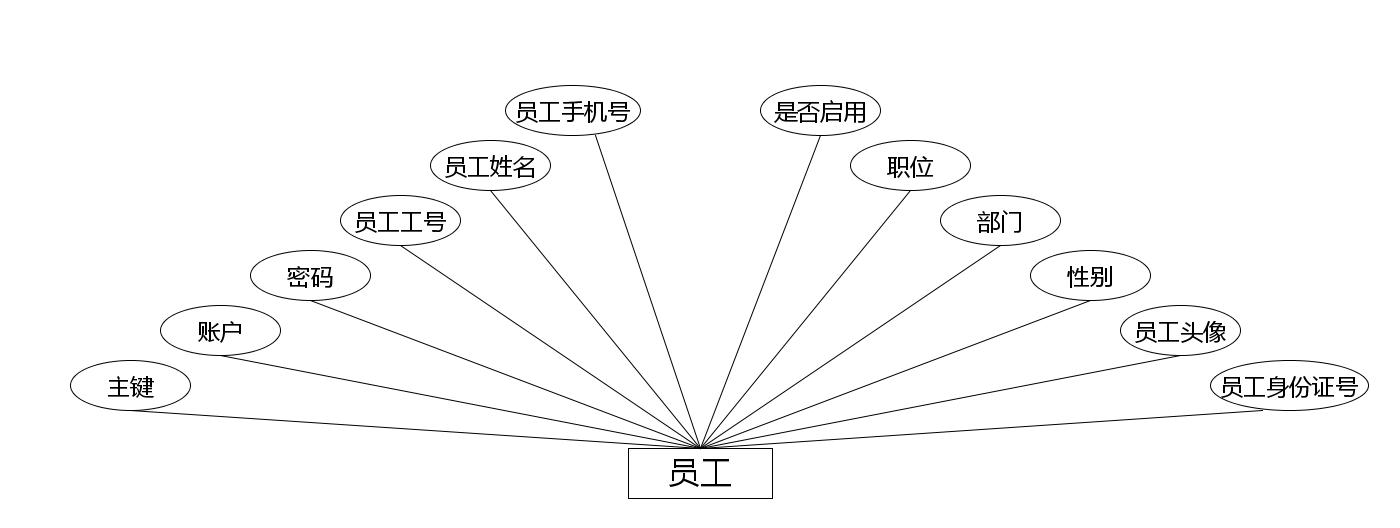 员工手机号
是否启用
员工姓名
职位
员工工号
部门
密码
性别
账户
员工头像
主键
员工身份证号
员工